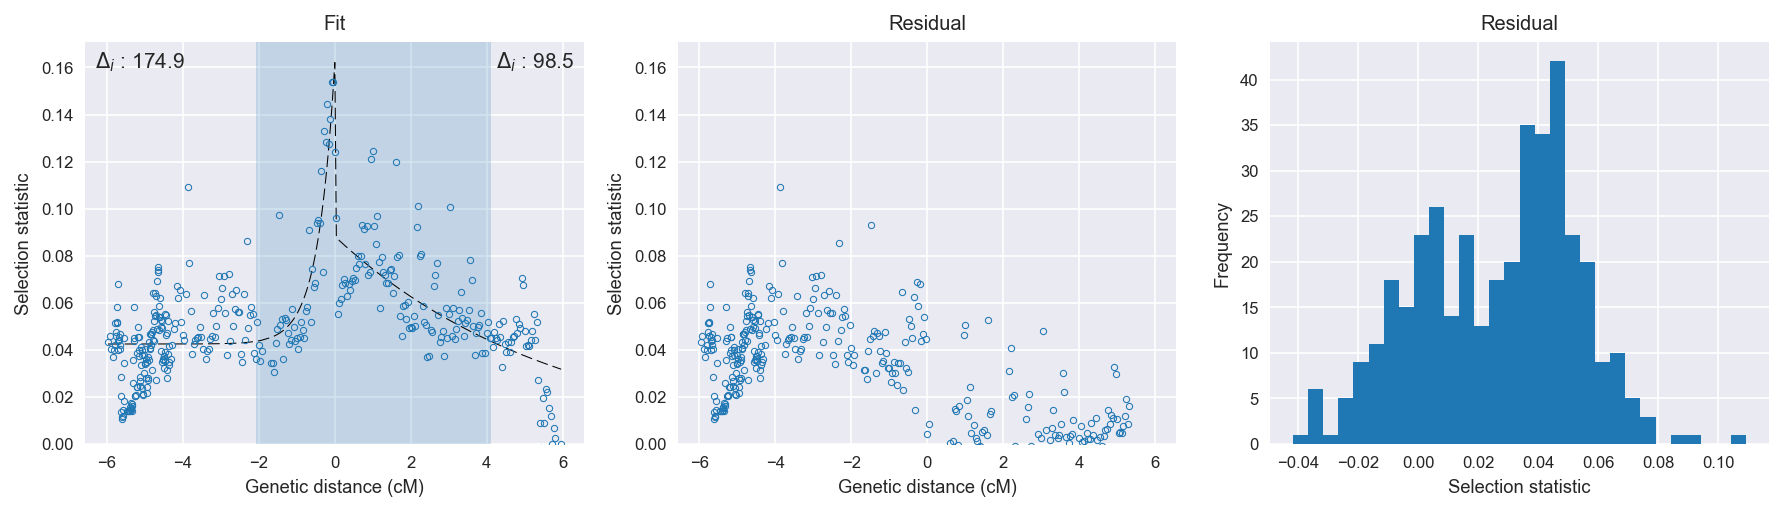 Fit
Δi : 174.9
Δi : 98.5
0.16
0.14
0.12
0.10
0.08
0.06
0.04
0.02
0.00
Selection statistic
−6 −4 −2 0 2 4 6
Genetic distance (cM)
Residual
0.16
0.14
0.12
0.10
0.08
0.06
0.04
0.02
0.00
Selection statistic
−6 −4 −2 0 2 4 6
Genetic distance (cM)
Residual
40
35
30
25
20
15
10
5
0
Frequency
−0.04 −0.02 0.00 0.02 0.04 0.06 0.08 0.10
Selection statistic